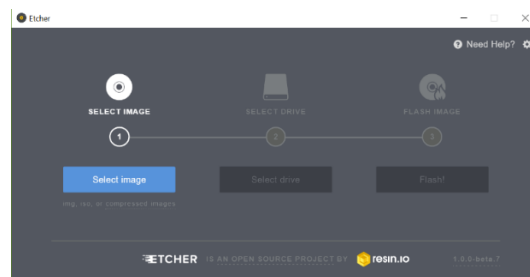 Etcher
Need Help?
SELECT IMAGE
SELECT DRIVE
FLASH IMAGE
1
2
3
Select image
Select drive
Flash!
img, iso, or compressed images
ETCHER IS AN OPEN SOURCE PROJECT BY resin.io 1.0.0-beta.7